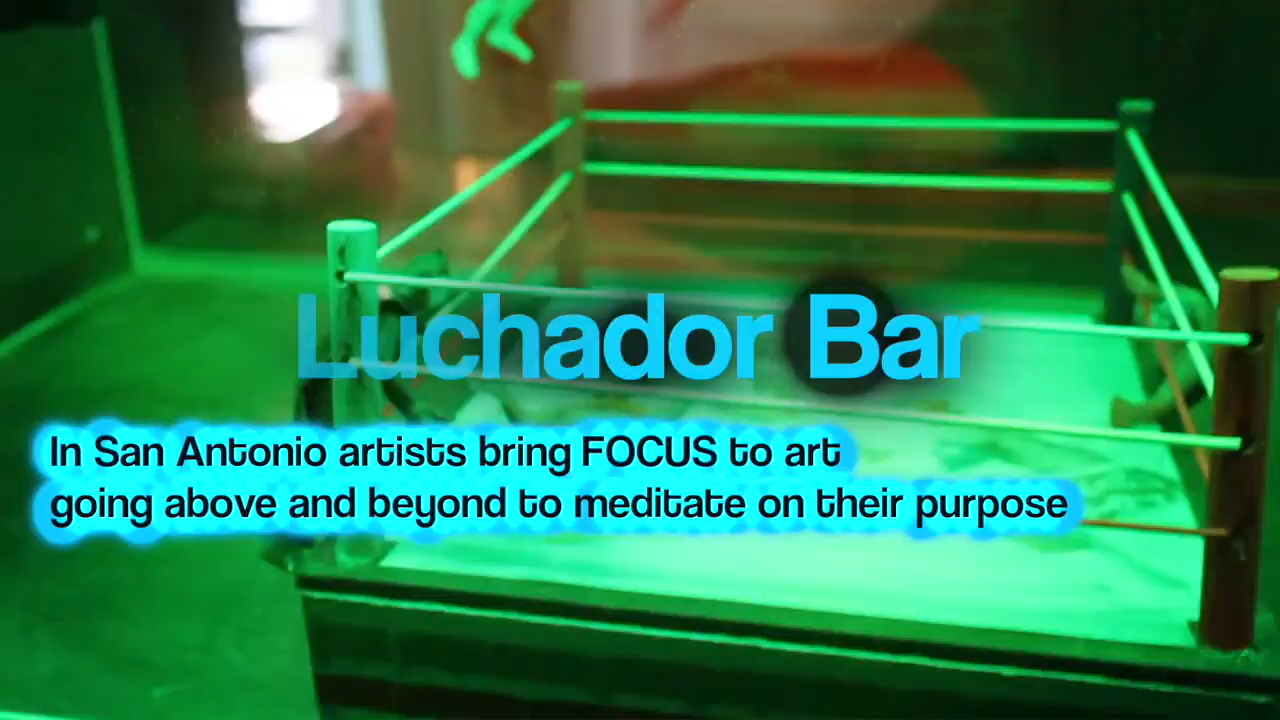 Luchador Bar
In San Antonio artists bring FOCUS to art
going above and beyond to meditate on their purpose